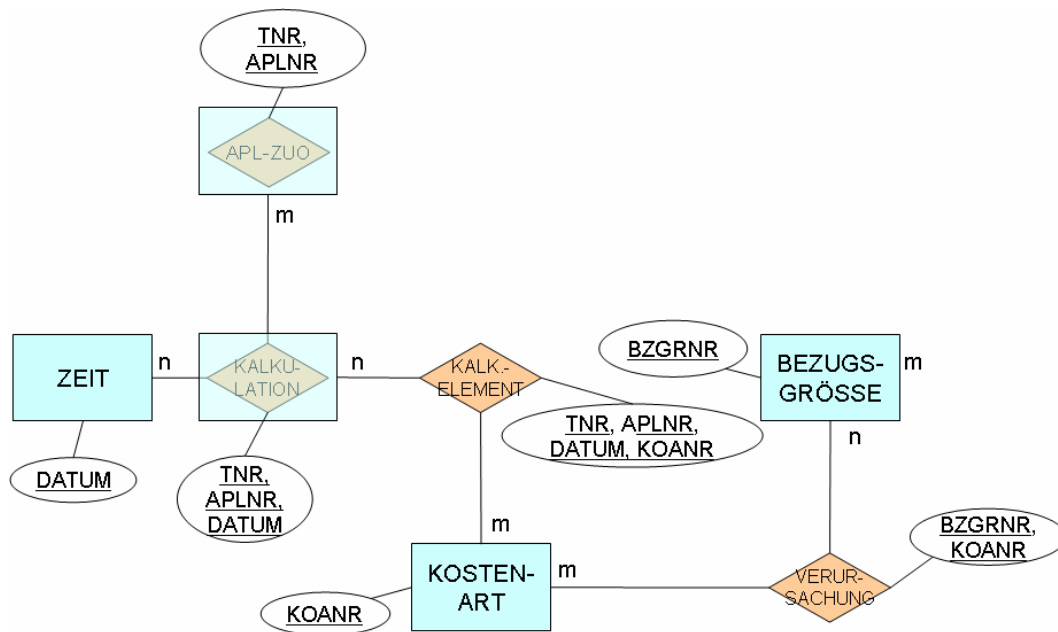 TNR,
APLNR
APL-ZUO
m
ZEIT
n
KALKU-
LATION
n
KALK.-
ELEMENT
BZGRNR
BEZUGS-
GRÖSSE
m
n
DATUM
TNR,
APLNR,
DATUM
TNR, APLNR,
DATUM, KOANR
m
KOSTEN-
ART
m
KOANR
VERUR-
SACHUNG
BZGRNR,
KOANR